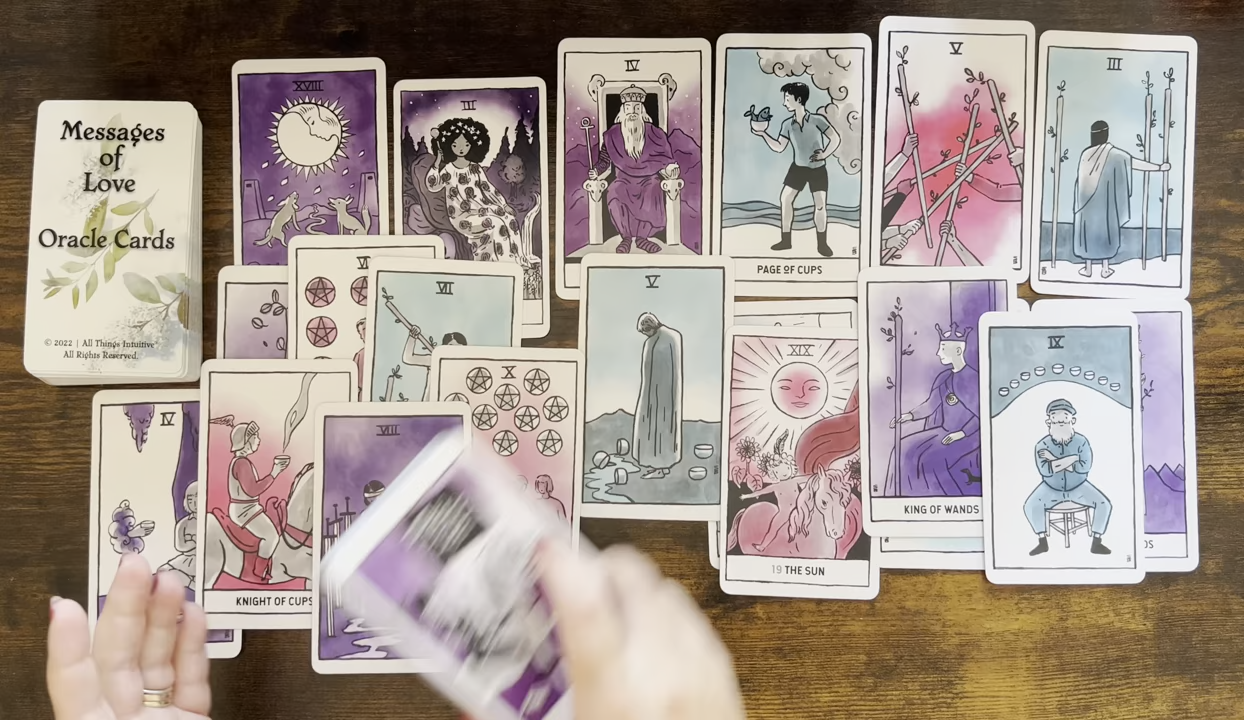 Messages
of
Love
Oracle Cards
© 2022 | All Things Intuitive
All Rights Reserved.
XVIII
III
IV
PAGE OF CUPS
V
III
VII
V
XIX
19 THE SUN
KING OF WANDS
IX
IV
KNIGHT OF CUPS
VIII
X